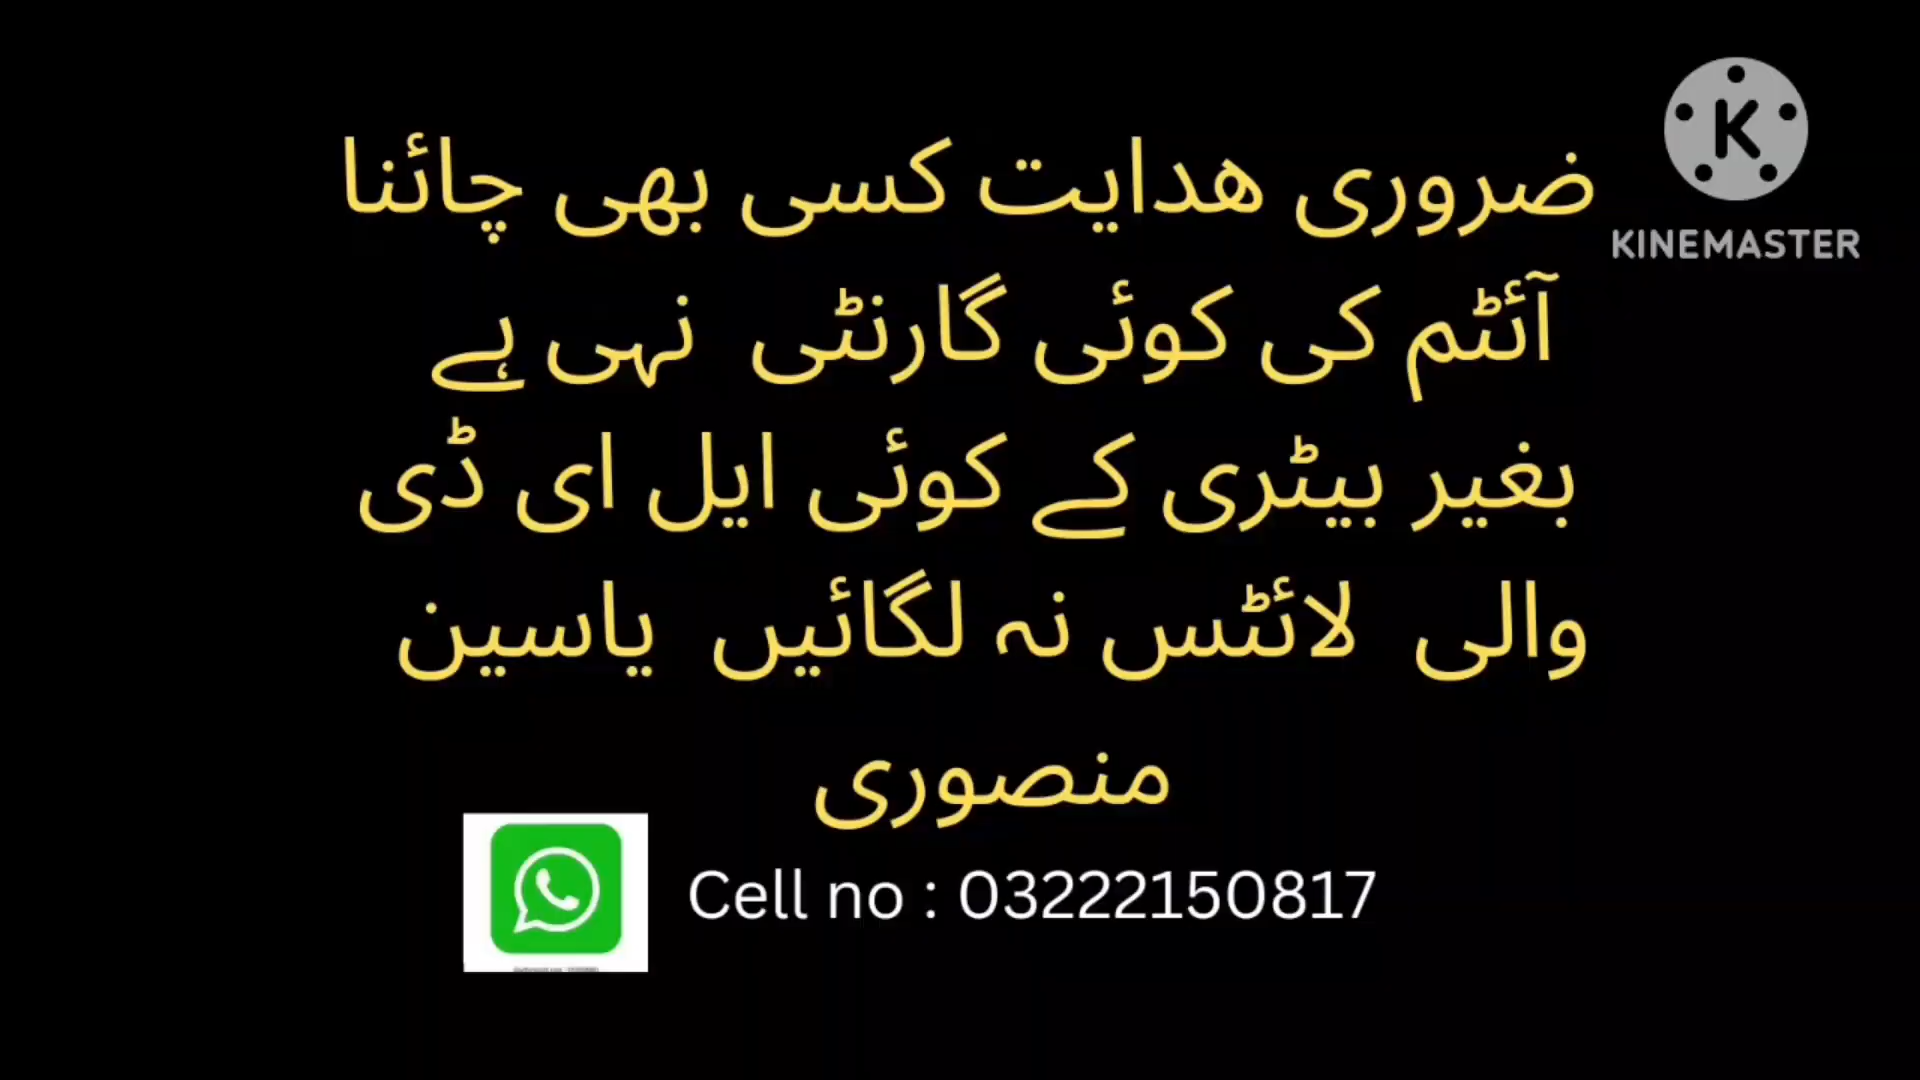 KINEMASTER
ضروری ھدایت کسی بھی چائنا
آئٹم کی کوئی گارنٹی نہی ہے
بغیر بیٹری کے کوئی ایل ای ڈی
والی لائٹس نہ لگائیں یاسین
منصوری
Cell no : 03222150817